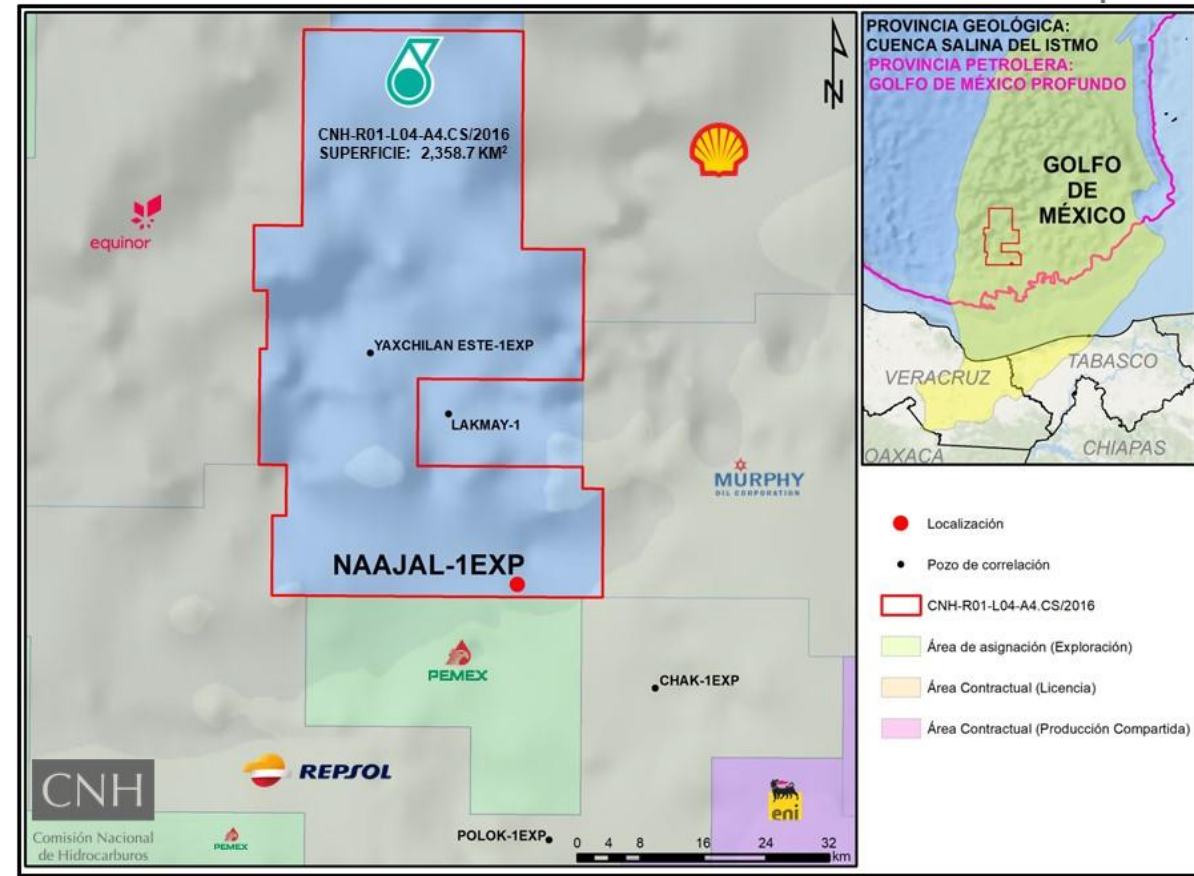 CNH-R01-L04-A4.CS/2016
SUPERFICIE: 2,358.7 KM²
equinor
YAXCHILAN ESTE-1EXP
LAKMAY-1
MURPHY
OIL CORPORATION
NAAJAL-1EXP
PEMEX
CHAK-1EXP
REPSOL
CNH
Comisión Nacional
de Hidrocarburos
PEMEX
POLOK-1EXP
eni
0 4 8 16 24 32
km
N
PROVINCIA GEOLÓGICA:
CUENCA SALINA DEL ISTMO
PROVINCIA PETROLERA:
GOLFO DE MÉXICO PROFUNDO
GOLFO
DE
MÉXICO
VERACRUZ
TABASCO
OAXACA
CHIAPAS
Localización
Pozo de correlación
CNH-R01-L04-A4.CS/2016
Área de asignación (Exploración)
Área Contractual (Licencia)
Área Contractual (Producción Compartida)